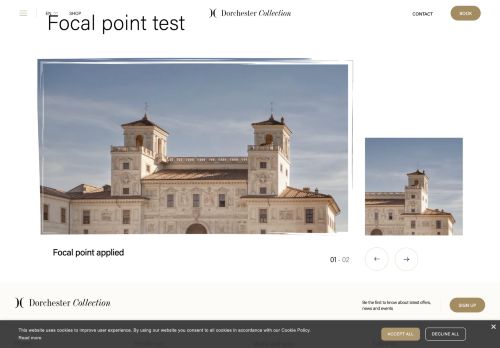 EN
SHOP
Dorchester Collection
CONTACT
BOOK
Focal point test
Focal point applied
01 - 02
Dorchester Collection
Be the first to know about latest offers,
news and events
SIGN UP
This website uses cookies to improve user experience. By using our website you consent to all cookies in accordance with our Cookie Policy.
Read more
ACCEPT ALL
DECLINE ALL